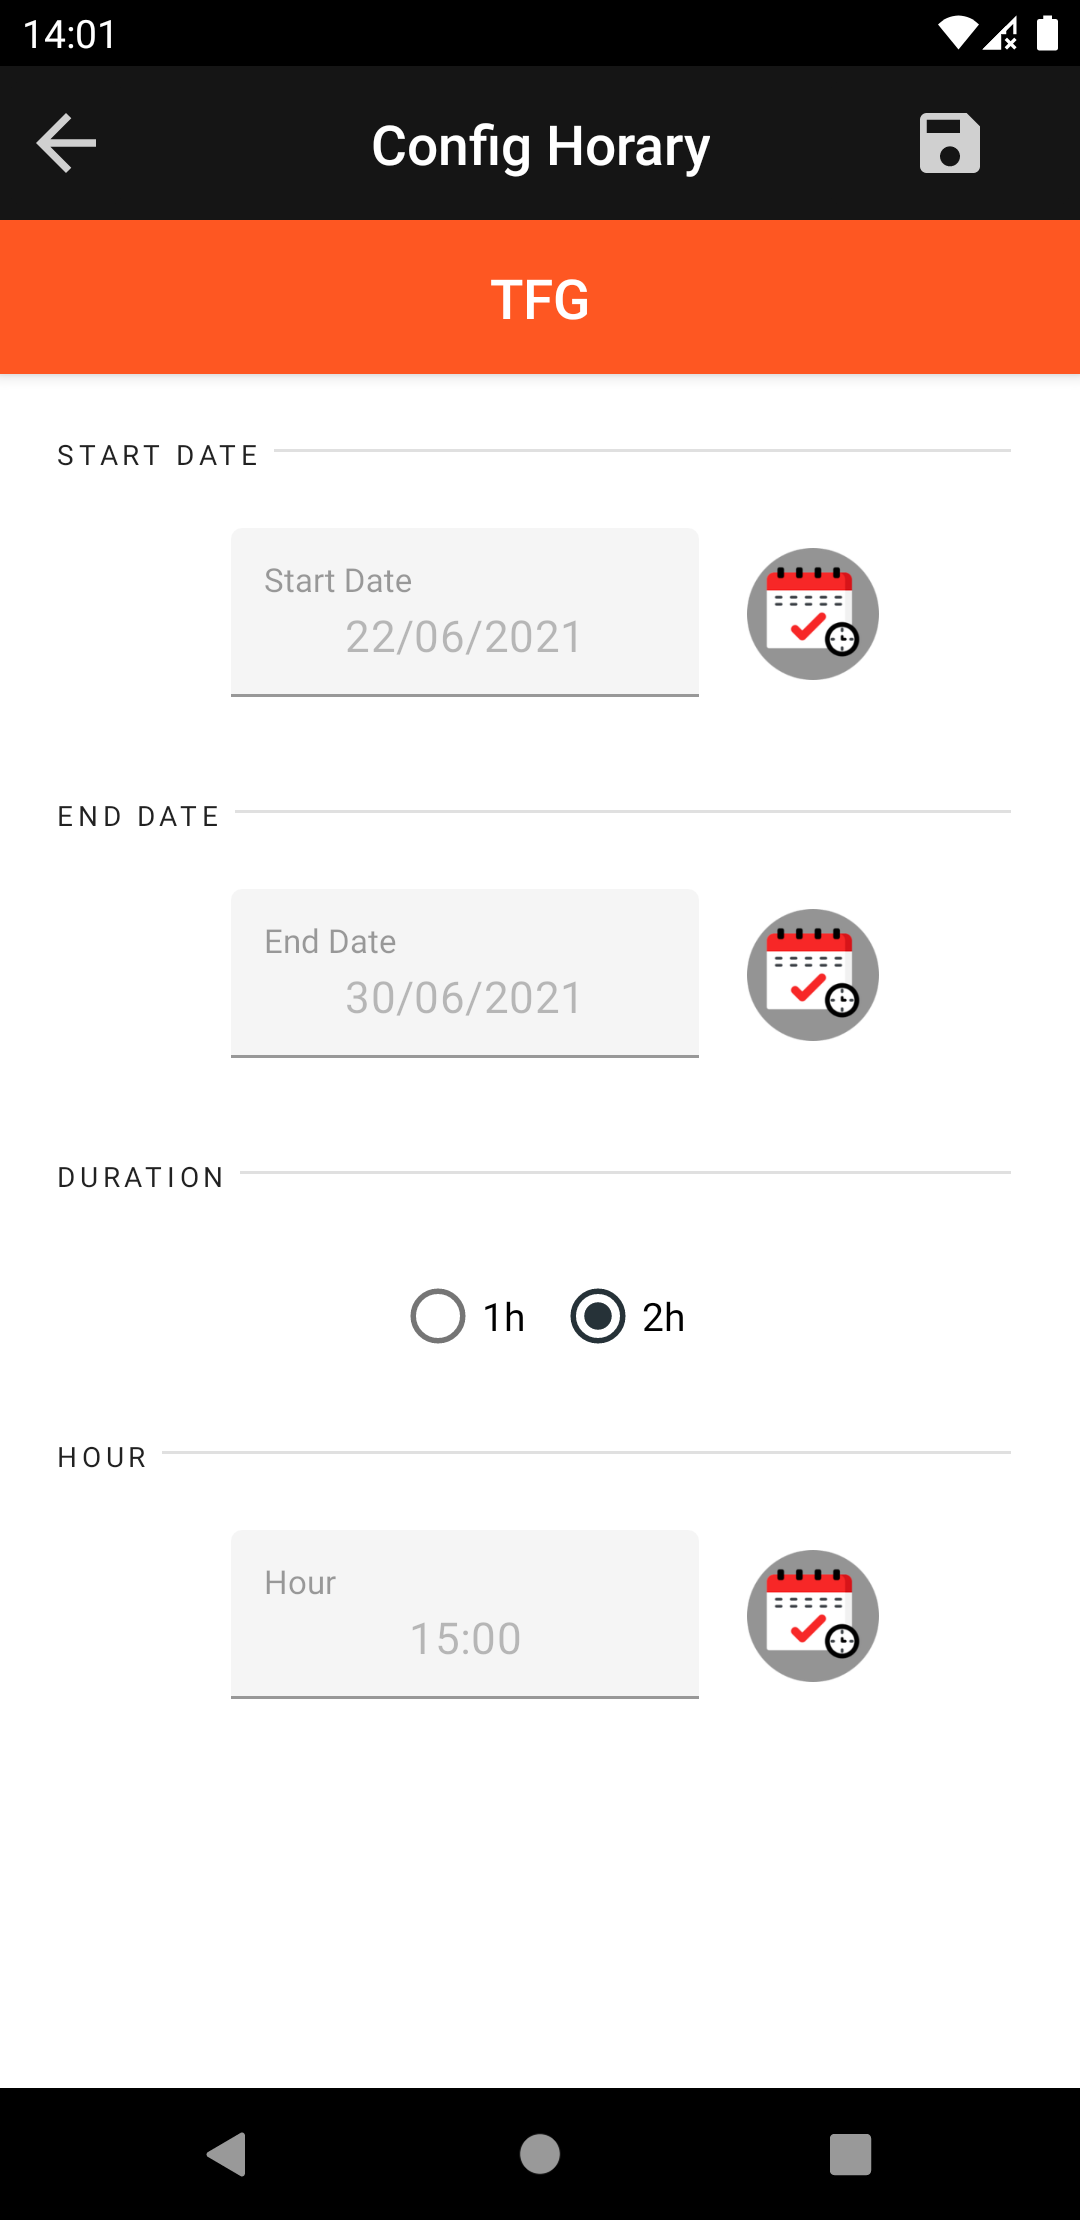 14:01
Config Horary
TFG
START DATE
Start Date
22/06/2021
END DATE
End Date
30/06/2021
DURATION
1h 2h
HOUR
Hour
15:00